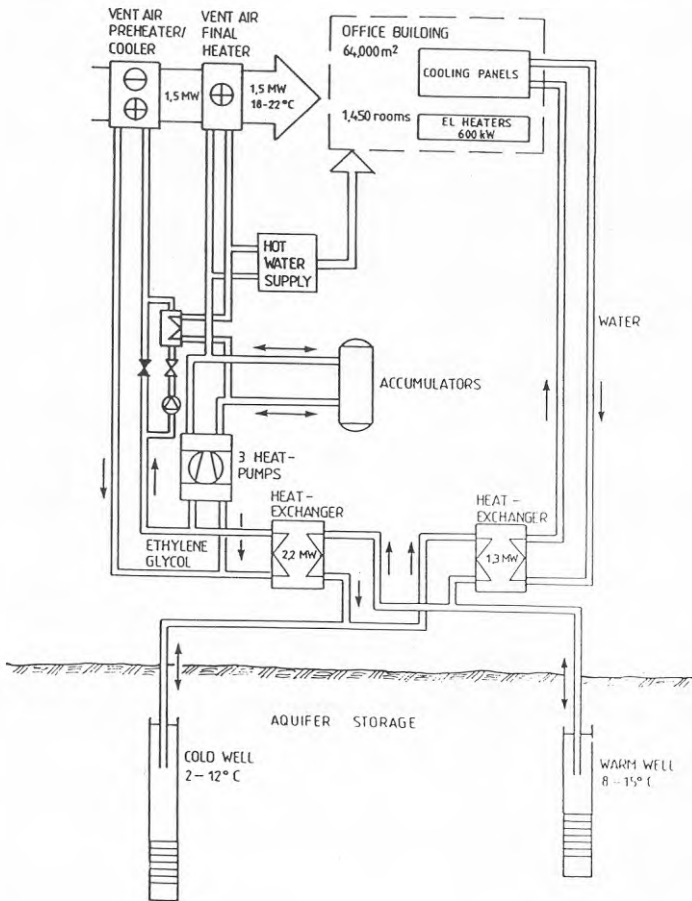 VENT AIR
PREHEATER/
COOLER
VENT AIR
FINAL
HEATER
1,5 MW
1,5 MW
18-22 °C
OFFICE BUILDING
64,000 m²
COOLING PANELS
1,450 rooms
EL HEATERS
600 kW
HOT
WATER
SUPPLY
WATER
ACCUMULATORS
3 HEAT-
PUMPS
HEAT-
EXCHANGER
2,2 MW
HEAT-
EXCHANGER
1,3 MW
ETHYLENE
GLYCOL
AQUIFER STORAGE
COLD WELL
2-12° C
WARM WELL
8-15° C